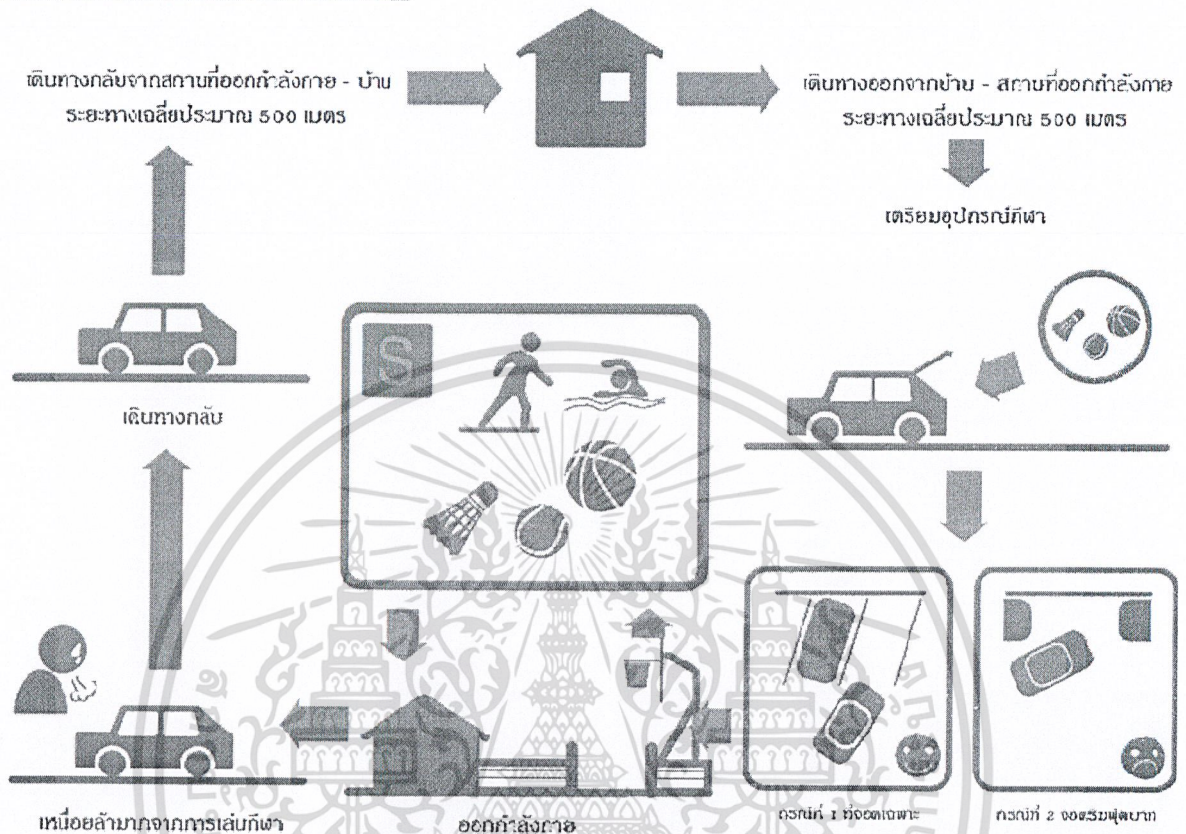 เดินทางกลับจากสถานที่ออกกำลังกาย - บ้าน
ระยะทางเฉลี่ยประมาณ 500 เมตร
เดินทางออกจากบ้าน - สถานที่ออกกำลังกาย
ระยะทางเฉลี่ยประมาณ 500 เมตร
เตรียมอุปกรณ์กีฬา
S
เดินทางกลับ
เหนื่อยล้ามากจากการเล่นกีฬา
ออกกำลังกาย
กรณีที่ 1 ที่จอดเฉพาะ
กรณีที่ 2 จอดริมฟุตบาท